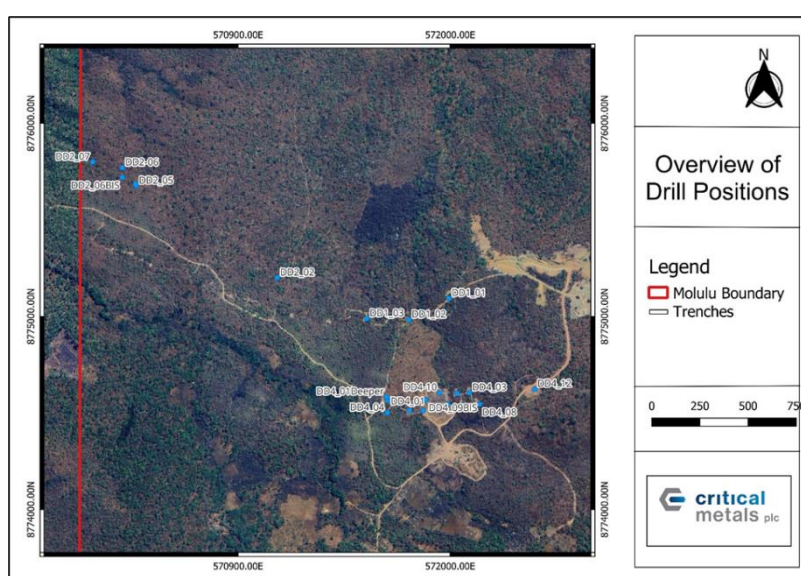 570900.00E
572000.00E
8776000.00N
8775000.00N
8774000.00N
8776000.00N
8775000.00N
8774000.00N
570900.00E
572000.00E
DD2_07
DD2-06
DD2_06BIS
DD2_05
DD2_02
DD1_01
DD1_03
DD1_02
DD4_12
DD4-10
DD4_03
DD4_01Deeper
DD4_01
DD4_04
DD4_09BIS
DD4_08
N
Overview of
Drill Positions
Legend
Molulu Boundary
Trenches
0 250 500 750
critical
metals plc